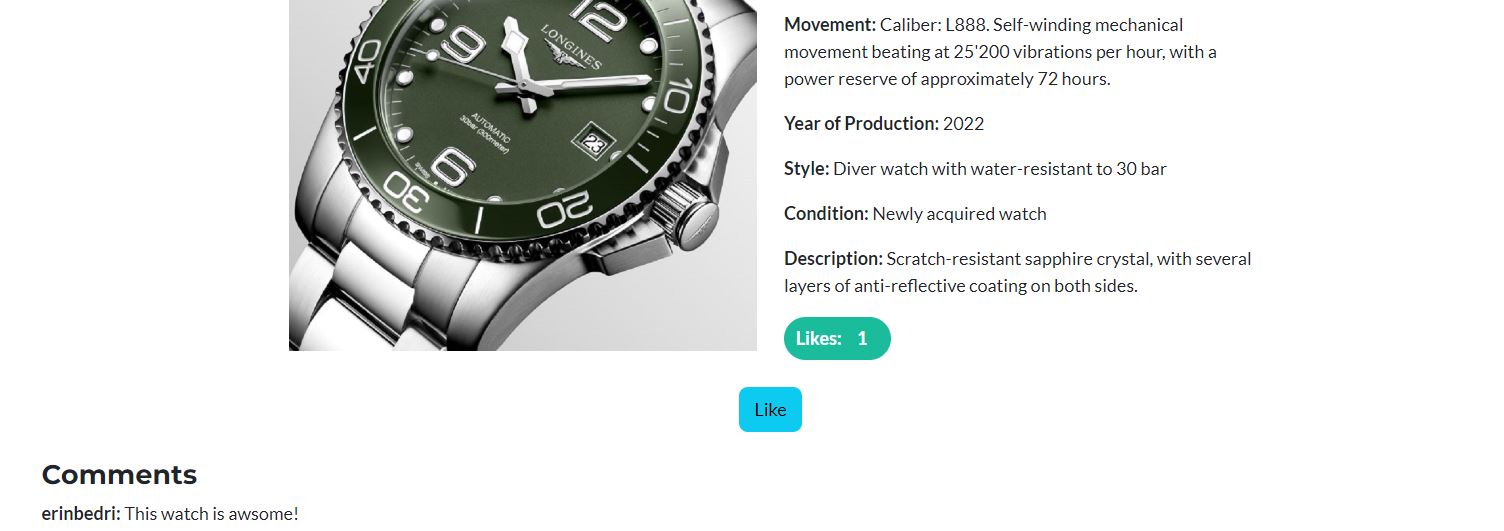 12
9
40
LONGINES
10
AUTOMATIC
30bar (300meter)
23
6
30
20
Movement: Caliber: L888. Self-winding mechanical
movement beating at 25'200 vibrations per hour, with a
power reserve of approximately 72 hours.
Year of Production: 2022
Style: Diver watch with water-resistant to 30 bar
Condition: Newly acquired watch
Description: Scratch-resistant sapphire crystal, with several
layers of anti-reflective coating on both sides.
Likes: 1
Like
Comments
erinbedri: This watch is awsome!